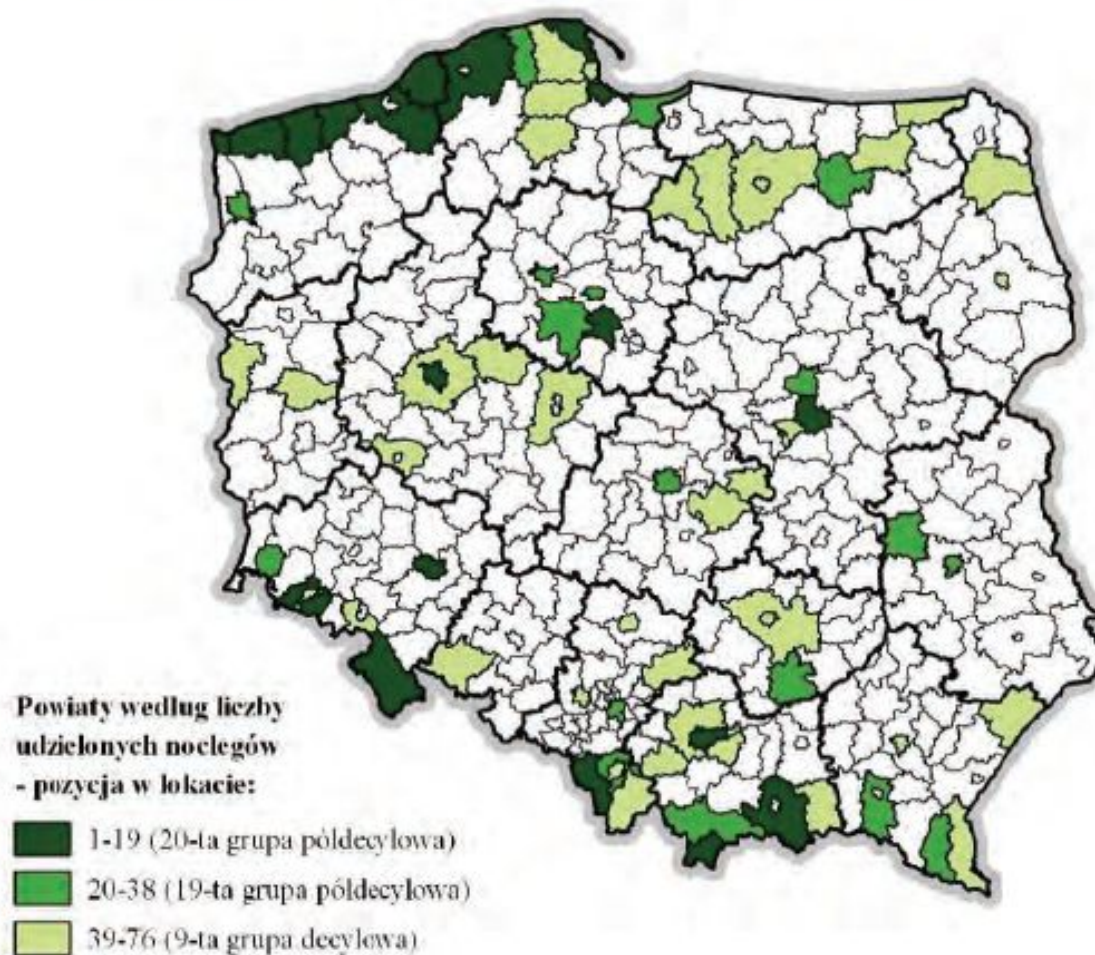 Powiaty według liczby
udzielonych noclegów
- pozycja w lokacie:
1-19 (20-ta grupa półdecylowa)
20-38 (19-ta grupa półdecylowa)
39-76 (9-ta grupa decylowa)